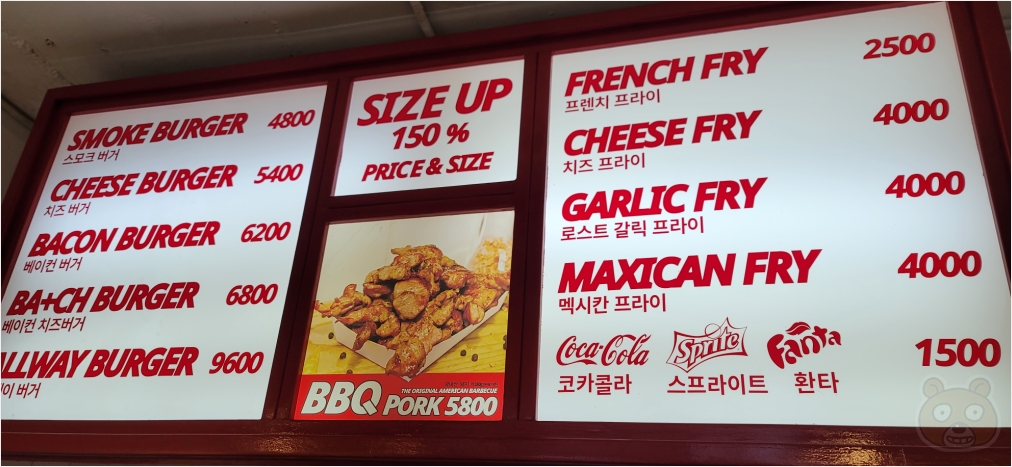 SMOKE BURGER 4800
스모크 버거
CHEESE BURGER 5400
치즈 버거
BACON BURGER 6200
베이컨 버거
BA+CH BURGER 6800
베이컨 치즈버거
LLWAY BURGER 9600
이 버거
SIZE UP
150 %
PRICE & SIZE
THE ORIGINAL AMERICAN BARBECUE
BBQ PORK 5800
FRENCH FRY 2500
프렌치 프라이
CHEESE FRY 4000
치즈 프라이
GARLIC FRY 4000
로스트 갈릭 프라이
MAXICAN FRY 4000
멕시칸 프라이
Coca-Cola Sprite Fanta 1500
코카콜라 스프라이트 환타